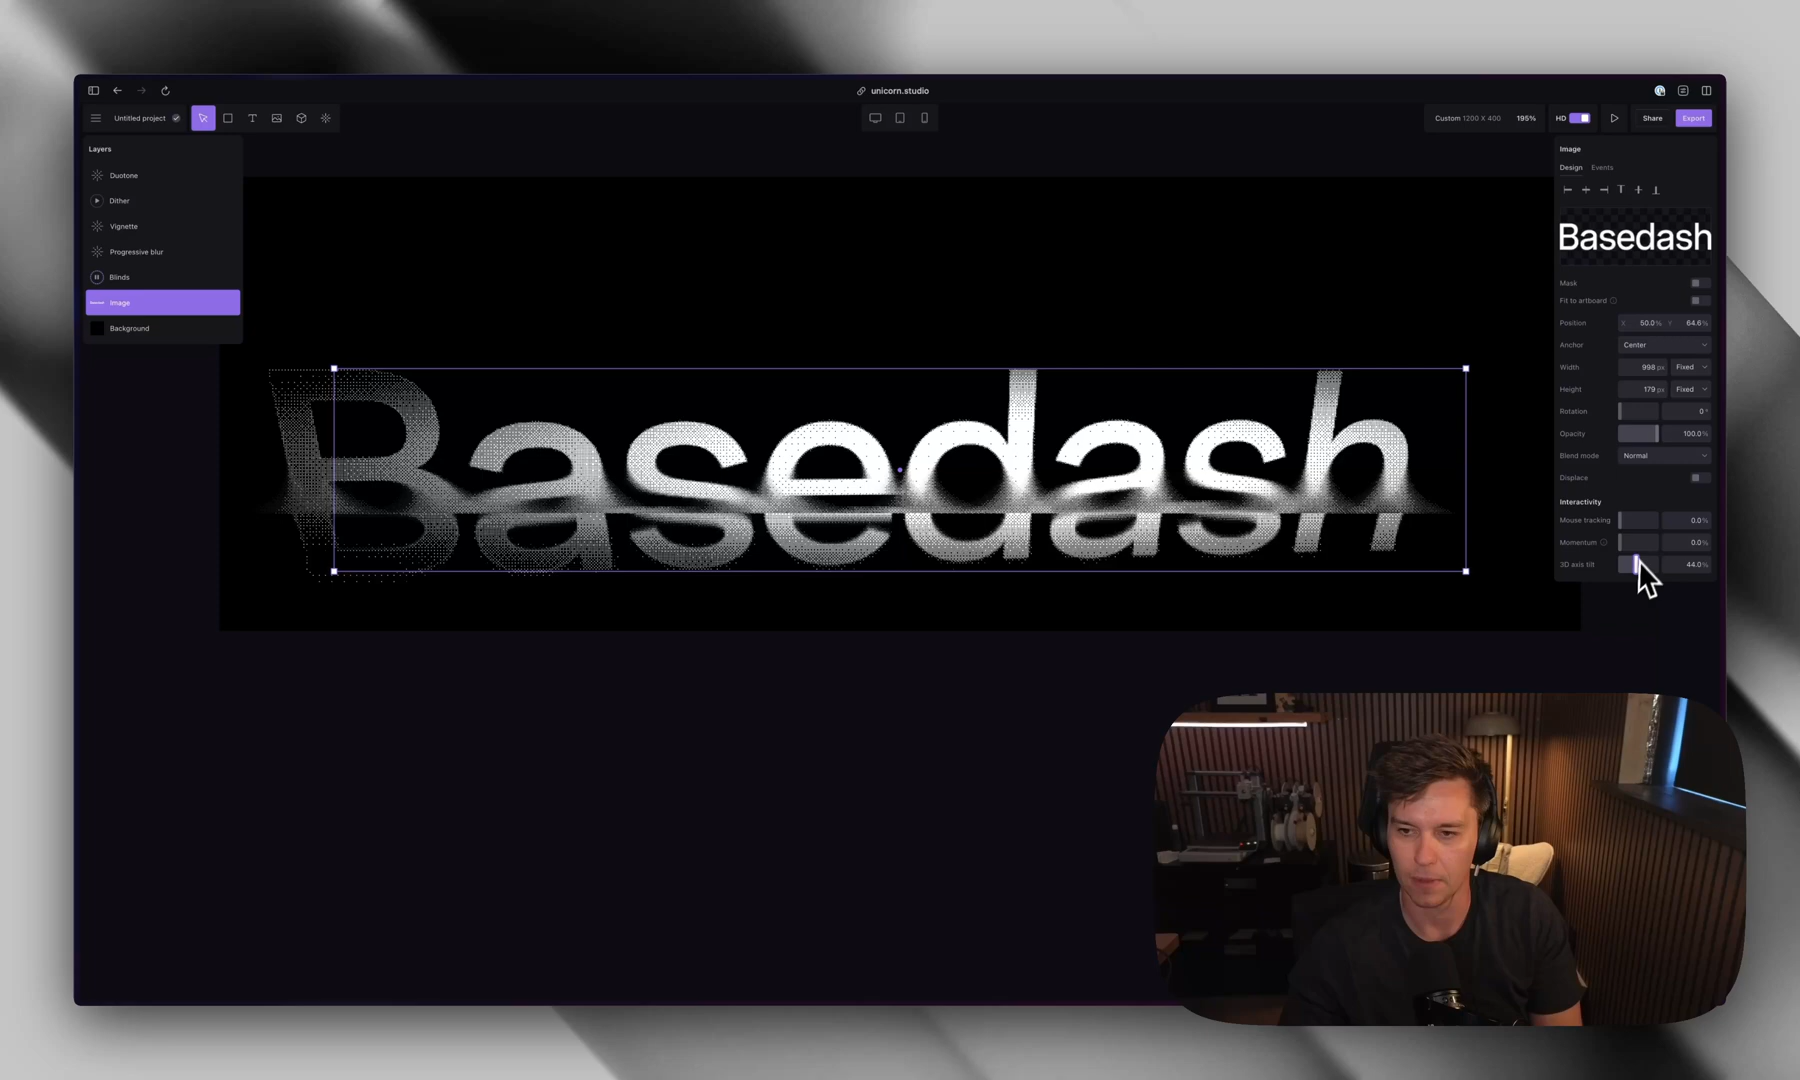 unicorn.studio
Untitled project
Custom 1200 X 400 195% HD Share Export
Layers
Duotone
Dither
Vignette
Progressive blur
Blinds
Image
Background
Basedash
Image
Design Events
Basedash
Mask
Fit to artboard
Position X 50.0% Y 64.6%
Anchor Center
Width 998 px Fixed
Height 179 px Fixed
Rotation 0°
Opacity 100.0%
Blend mode Normal
Displace
Interactivity
Mouse tracking 0.0%
Momentum 0.0%
3D axis tilt 44.0%